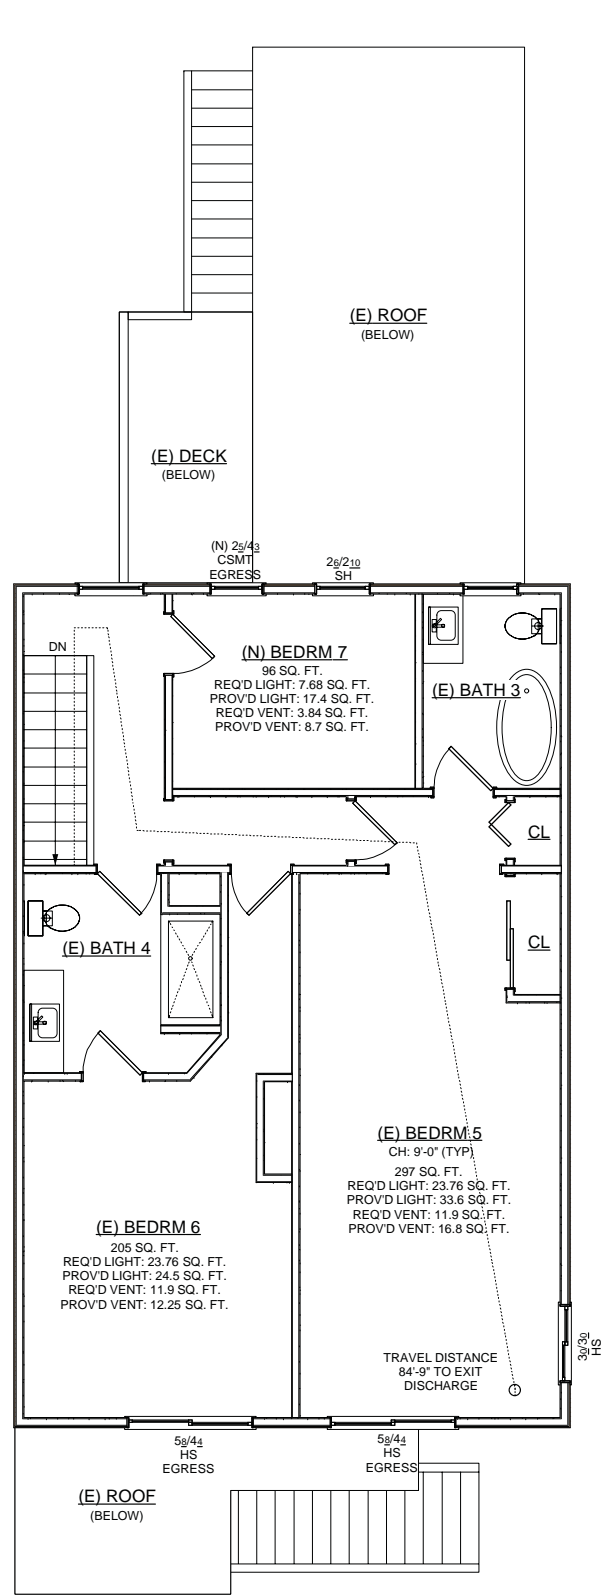 (E) ROOF
(BELOW)
(E) DECK
(BELOW)
(N) 25/43
CSMT
EGRESS
26/210
SH
DN
(N) BEDRM 7
96 SQ. FT.
REQ'D LIGHT: 7.68 SQ. FT.
PROV'D LIGHT: 17.4 SQ. FT.
REQ'D VENT: 3.84 SQ. FT.
PROV'D VENT: 8.7 SQ. FT.
(E) BATH 3
CL
CL
(E) BATH 4
(E) BEDRM 5
CH: 9'-0" (TYP)
297 SQ. FT.
REQ'D LIGHT: 23.76 SQ. FT.
PROV'D LIGHT: 33.6 SQ. FT.
REQ'D VENT: 11.9 SQ. FT.
PROV'D VENT: 16.8 SQ. FT.
(E) BEDRM 6
205 SQ. FT.
REQ'D LIGHT: 23.76 SQ. FT.
PROV'D LIGHT: 24.5 SQ. FT.
REQ'D VENT: 11.9 SQ. FT.
PROV'D VENT: 12.25 SQ. FT.
30/30
HS
TRAVEL DISTANCE
84'-9" TO EXIT
DISCHARGE
58/44
HS
EGRESS
58/44
HS
EGRESS
(E) ROOF
(BELOW)